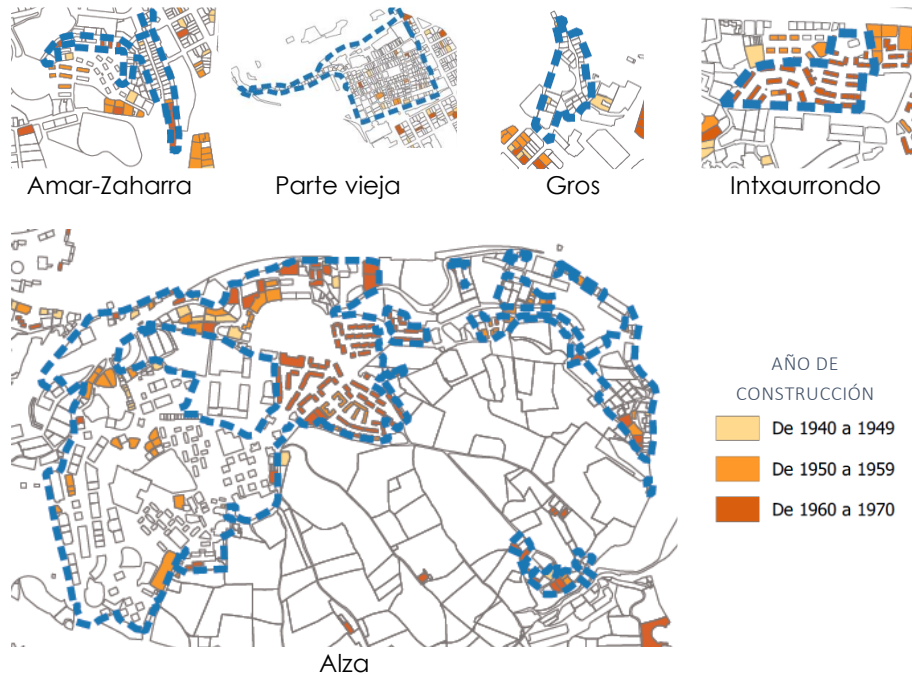 Amar-Zaharra
Parte vieja
Gros
Intxaurrondo
AÑO DE
CONSTRUCCIÓN
De 1940 a 1949
De 1950 a 1959
De 1960 a 1970
Alza